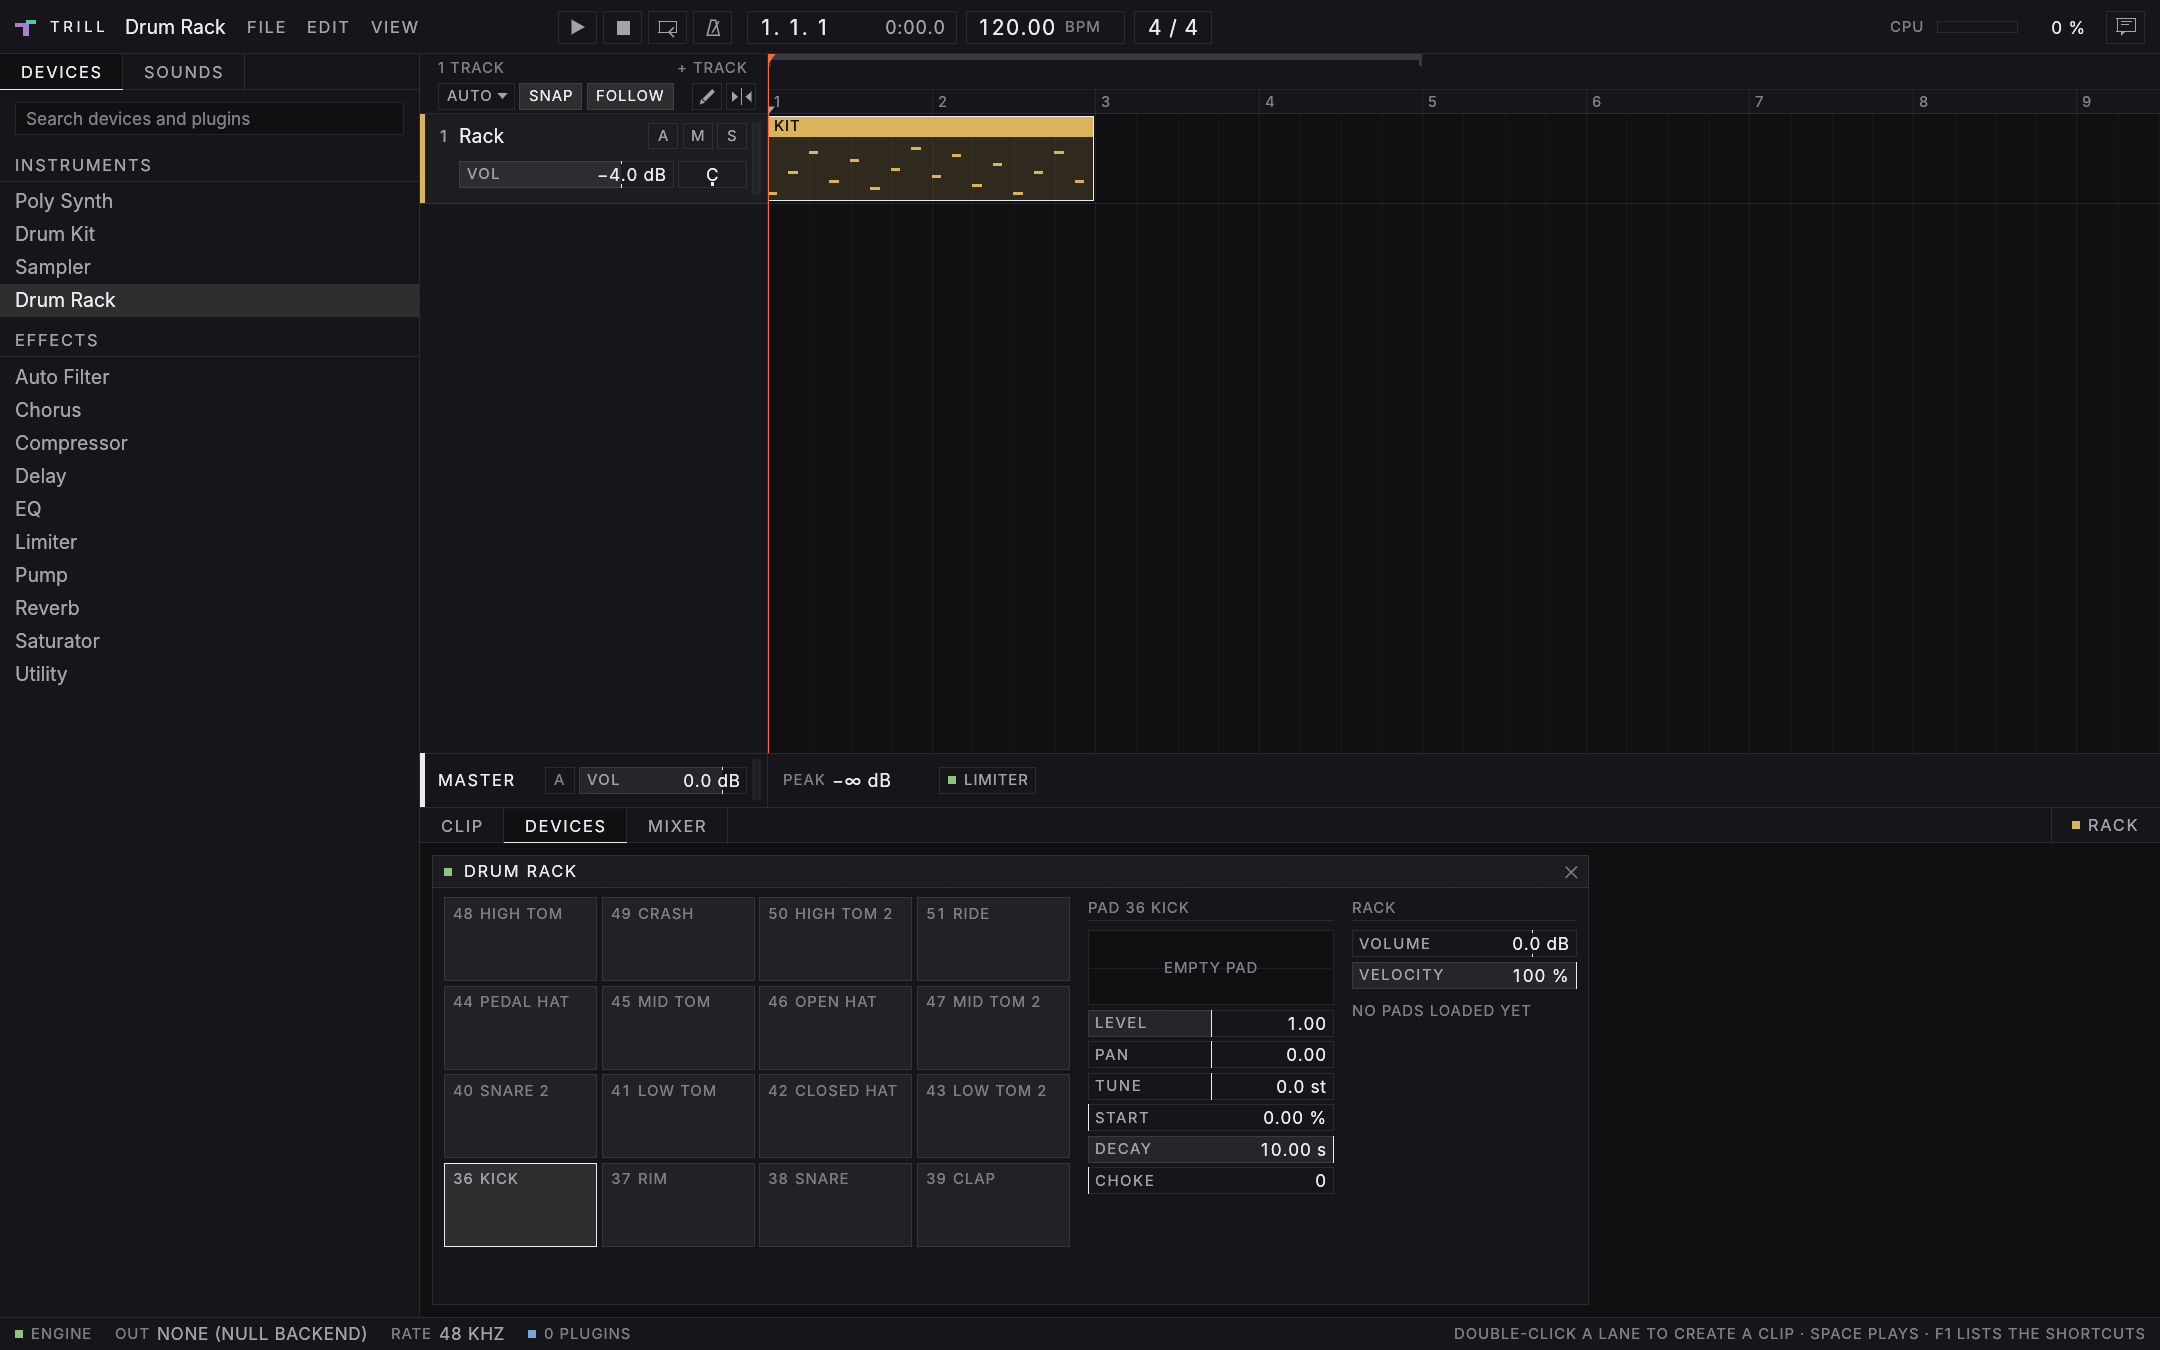 TRILL Drum Rack FILE EDIT VIEW 1. 1. 1 0:00.0 120.00 BPM 4 / 4 CPU 0 %
DEVICES SOUNDS
Search devices and plugins
INSTRUMENTS
Poly Synth
Drum Kit
Sampler
Drum Rack
EFFECTS
Auto Filter
Chorus
Compressor
Delay
EQ
Limiter
Pump
Reverb
Saturator
Utility
1 TRACK + TRACK
AUTO SNAP FOLLOW
1 2 3 4 5 6 7 8 9
1 Rack A M S
VOL −4.0 dB C
KIT
MASTER A VOL 0.0 dB PEAK −∞ dB LIMITER
CLIP DEVICES MIXER RACK
DRUM RACK
48 HIGH TOM 49 CRASH 50 HIGH TOM 2 51 RIDE
44 PEDAL HAT 45 MID TOM 46 OPEN HAT 47 MID TOM 2
40 SNARE 2 41 LOW TOM 42 CLOSED HAT 43 LOW TOM 2
36 KICK 37 RIM 38 SNARE 39 CLAP
PAD 36 KICK
EMPTY PAD
LEVEL 1.00
PAN 0.00
TUNE 0.0 st
START 0.00 %
DECAY 10.00 s
CHOKE 0
RACK
VOLUME 0.0 dB
VELOCITY 100 %
NO PADS LOADED YET
ENGINE OUT NONE (NULL BACKEND) RATE 48 KHZ 0 PLUGINS DOUBLE-CLICK A LANE TO CREATE A CLIP · SPACE PLAYS · F1 LISTS THE SHORTCUTS